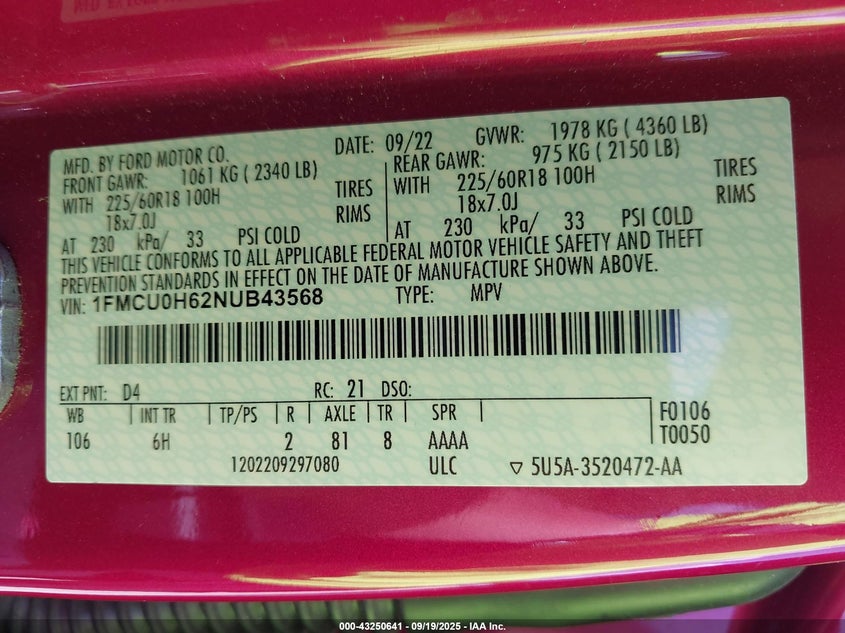 MFD. BY FORD MOTOR CO. DATE: 09/22 GVWR: 1978 KG ( 4360 LB)
FRONT GAWR: 1061 KG ( 2340 LB) REAR GAWR: 975 KG ( 2150 LB)
WITH 225/60R18 100H TIRES WITH 225/60R18 100H TIRES
18x7.0J RIMS 18x7.0J RIMS
AT 230 kPa/ 33 PSI COLD AT 230 kPa/ 33 PSI COLD
THIS VEHICLE CONFORMS TO ALL APPLICABLE FEDERAL MOTOR VEHICLE SAFETY AND THEFT
PREVENTION STANDARDS IN EFFECT ON THE DATE OF MANUFACTURE SHOWN ABOVE.
VIN: 1FMCU0H62NUB43568 TYPE: MPV
EXT PNT: D4 RC: 21 DSO:
WB INT TR TP/PS R AXLE TR SPR F0106
106 6H 2 81 8 AAAA T0050
1202209297080 ULC 5U5A-3520472-AA
000-43250641 - 09/19/2025 - IAA Inc.